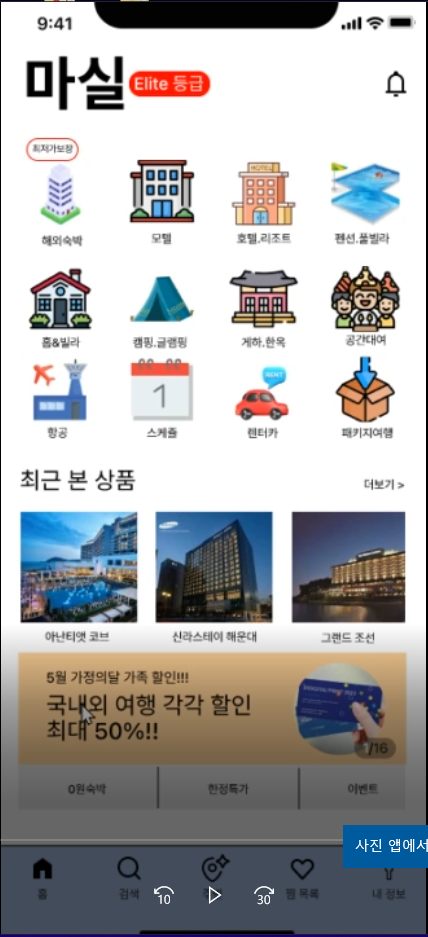 9:41
마실
Elite 등급
최저가보장
해외숙박
모텔
호텔.리조트
HOTEL
펜션.풀빌라
홈&빌라
캠핑.글램핑
게하.한옥
공간대여
1
RENT
항공
스케쥴
렌터카
패키지여행
최근 본 상품
더보기 >
아난티앳 코브
신라스테이 해운대
그랜드 조선
5월 가정의달 가족 할인!!!
국내외 여행 각각 할인
최대 50%!!
1/16
0원숙박
한정특가
이벤트
사진 앱에서
홈
검색
찜 목록
내 정보
10
30